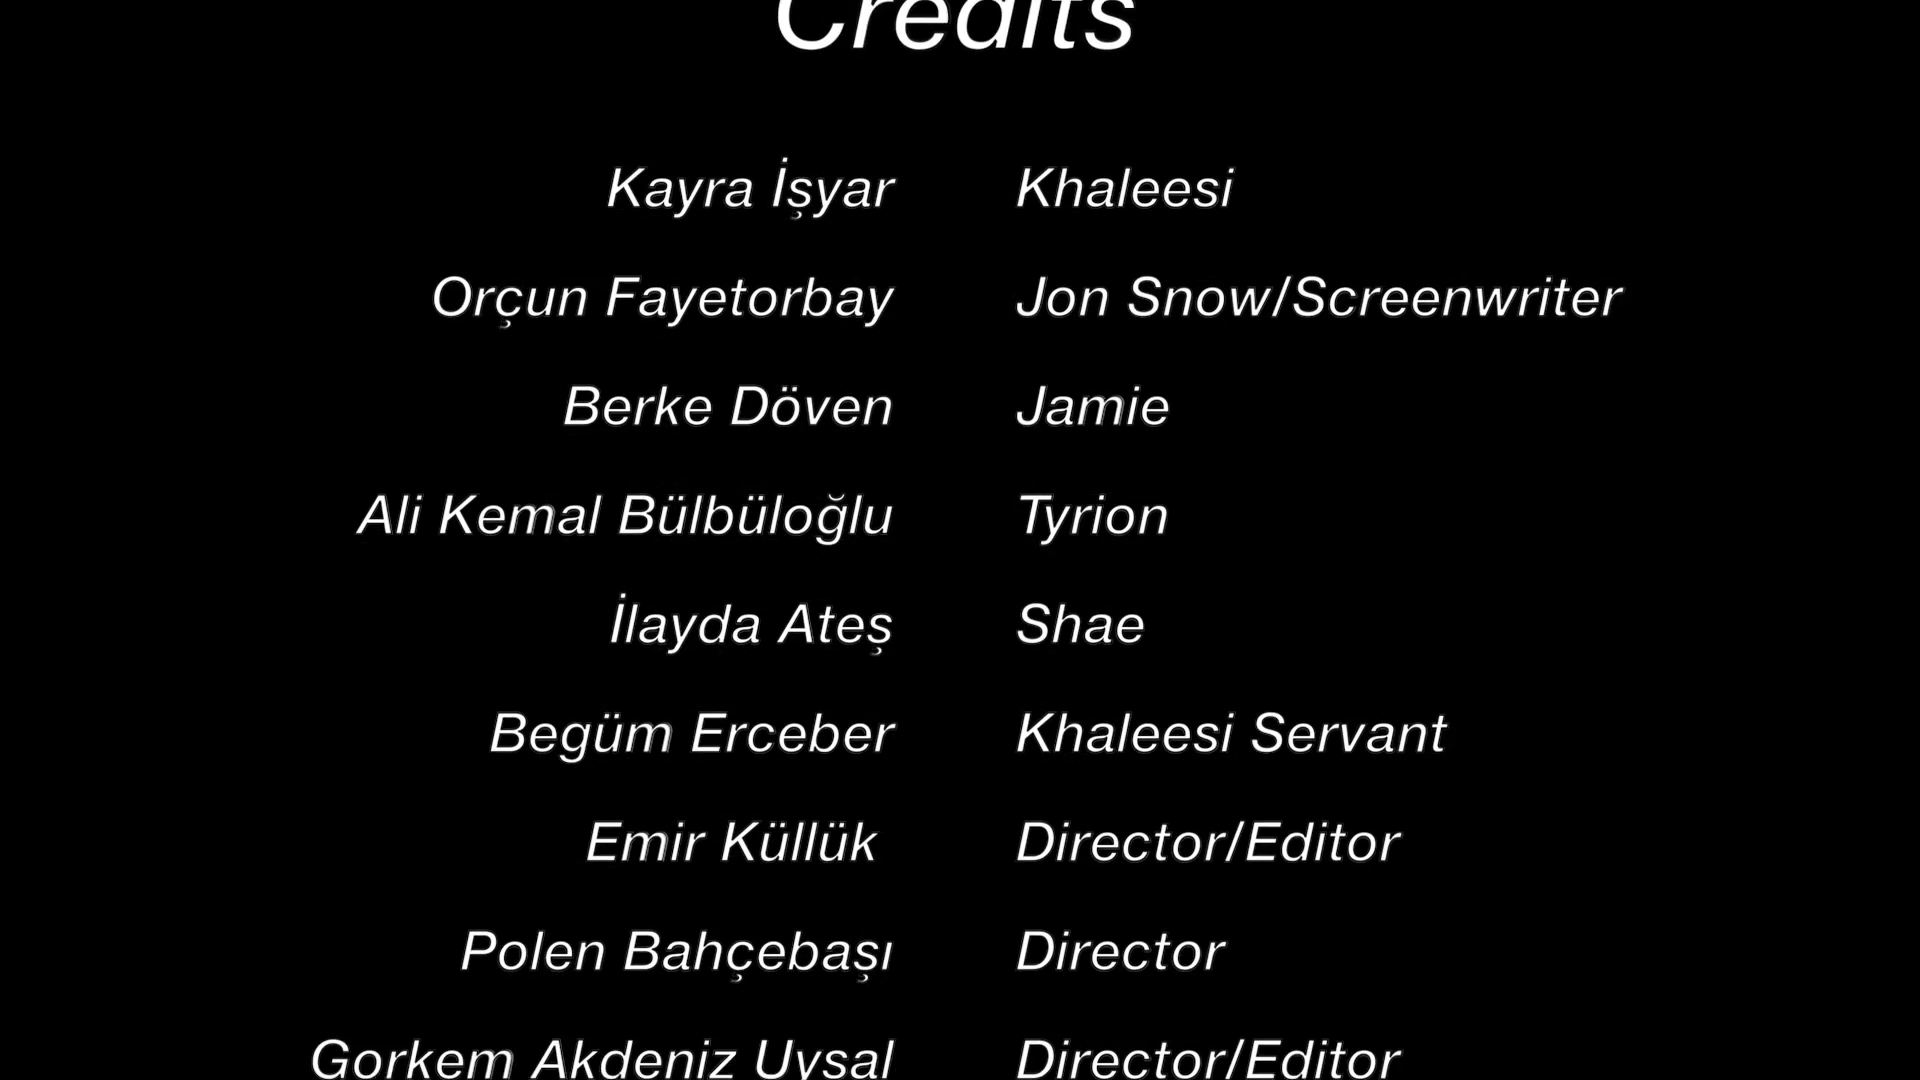 Credits
Kayra İşyar Khaleesi
Orçun Fayetorbay Jon Snow/Screenwriter
Berke Döven Jamie
Ali Kemal Bülbüloğlu Tyrion
İlayda Ateş Shae
Begüm Erceber Khaleesi Servant
Emir Küllük Director/Editor
Polen Bahçebaşı Director
Gorkem Akdeniz Uysal Director/Editor